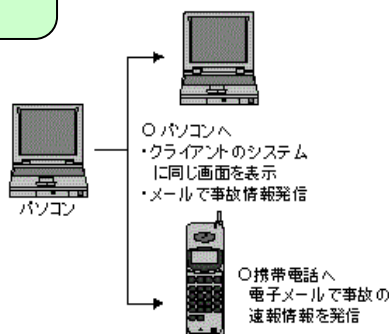 ○ パソコンへ
・クライアントのシステム
に同じ画面を表示
・メールで事故情報発信
パソコン
○携帯電話へ
電子メールで事故の
速報情報を発信